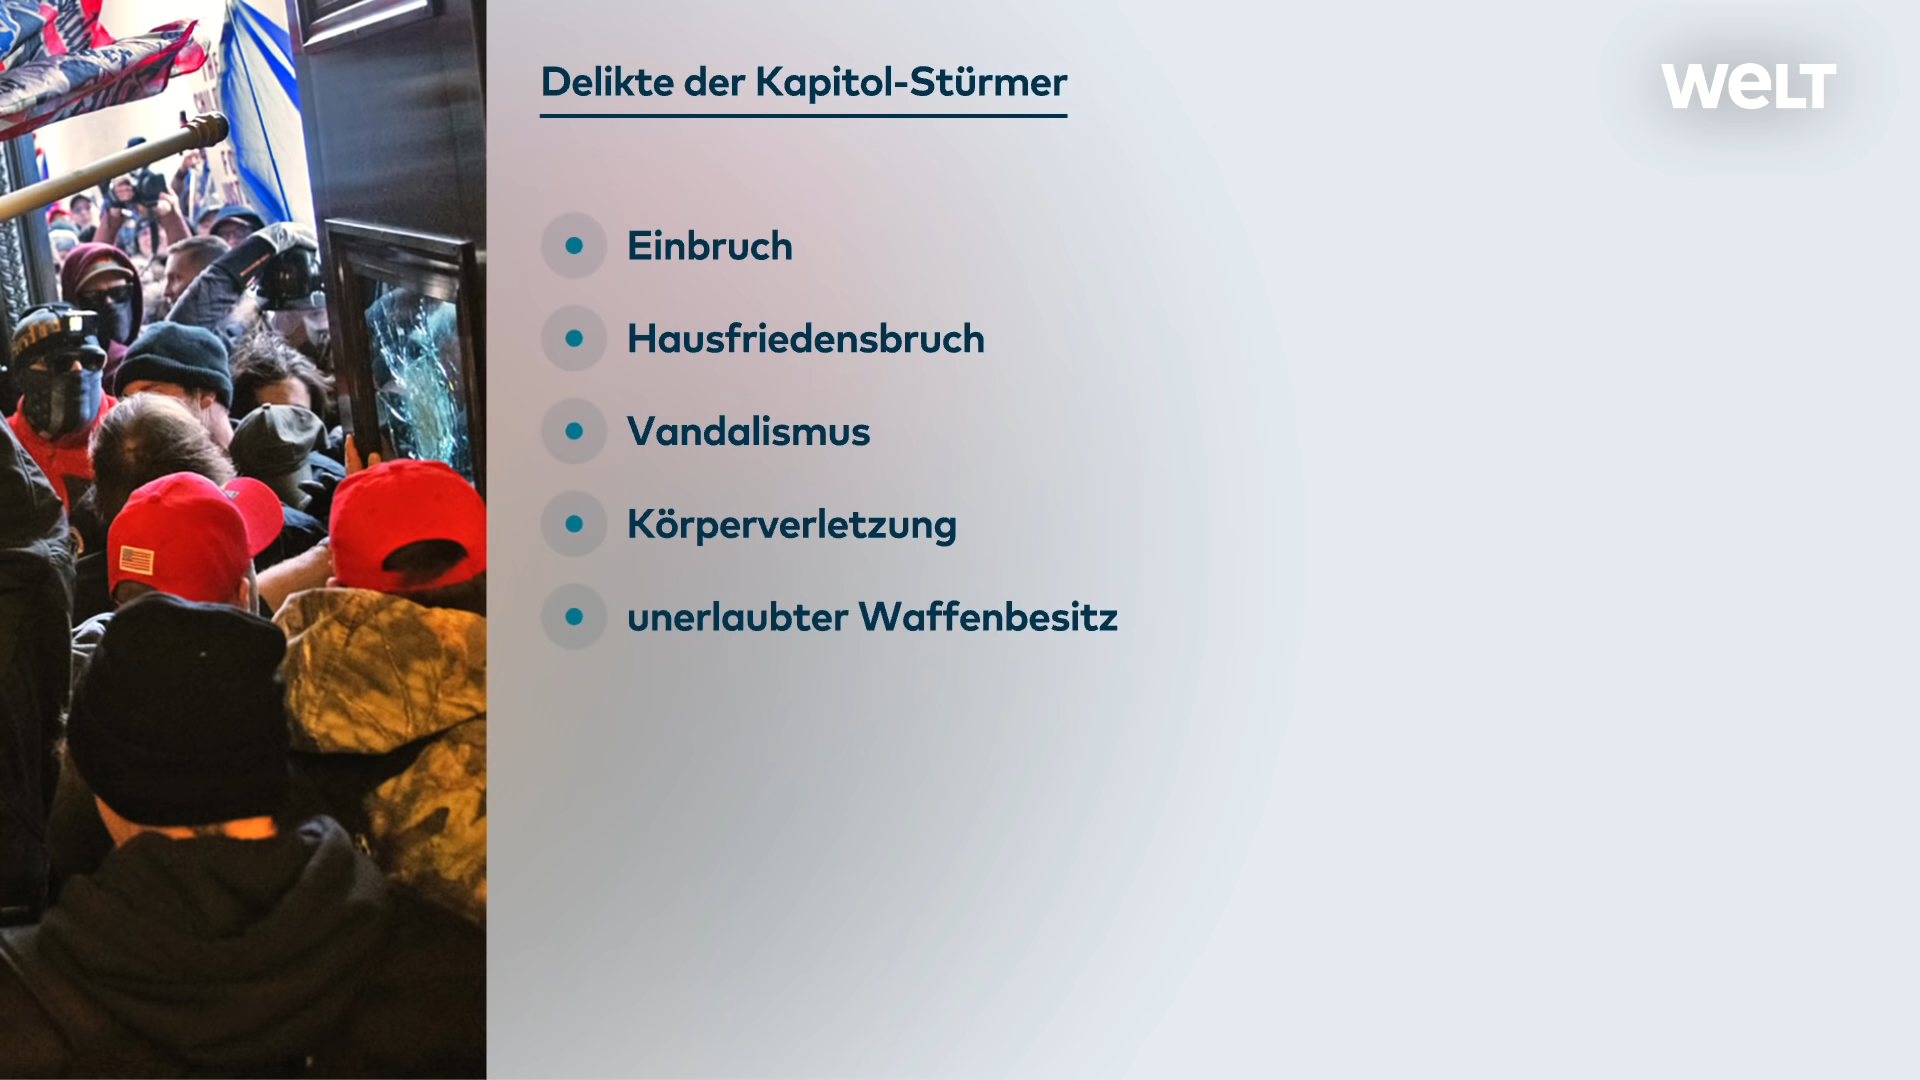 Delikte der Kapitol-Stürmer
WELT
Einbruch
Hausfriedensbruch
Vandalismus
Körperverletzung
unerlaubter Waffenbesitz